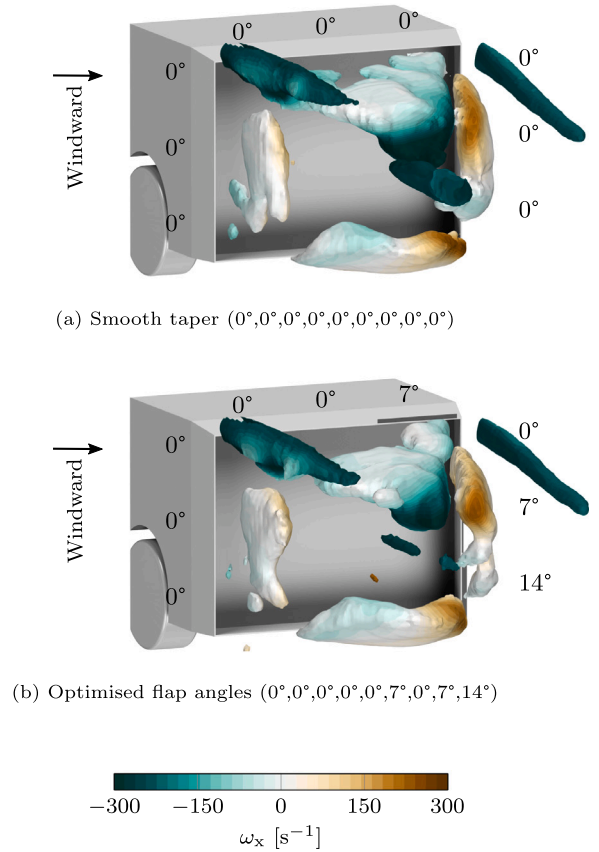 0° 0° 0°
0° 0°
Windward
0° 0°
0° 0°
(a) Smooth taper (0°,0°,0°,0°,0°,0°,0°,0°,0°)
0° 0° 7°
0° 0°
Windward
0° 7°
0° 14°
(b) Optimised flap angles (0°,0°,0°,0°,0°,7°,0°,7°,14°)
−300 −150 0 150 300
ωx [s−1]